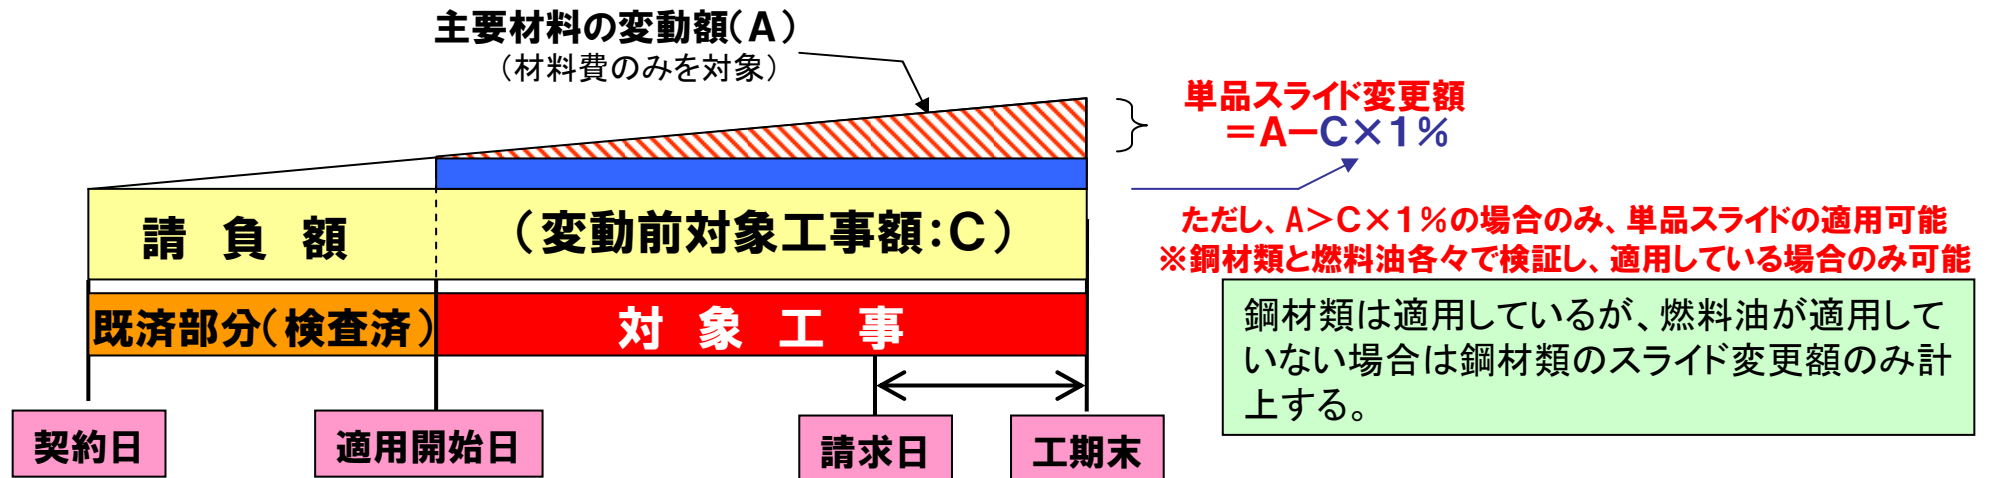 主要材料の変動額(A)
(材料費のみを対象)
単品スライド変更額
=A-C×1%
請 負 額
(変動前対象工事額:C)
ただし、A>C×1%の場合のみ、単品スライドの適用可能
※鋼材類と燃料油各々で検証し、適用している場合のみ可能
既済部分(検査済)
対 象 工 事
鋼材類は適用しているが、燃料油が適用して
いない場合は鋼材類のスライド変更額のみ計
上する。
契約日
適用開始日
請求日
工期末